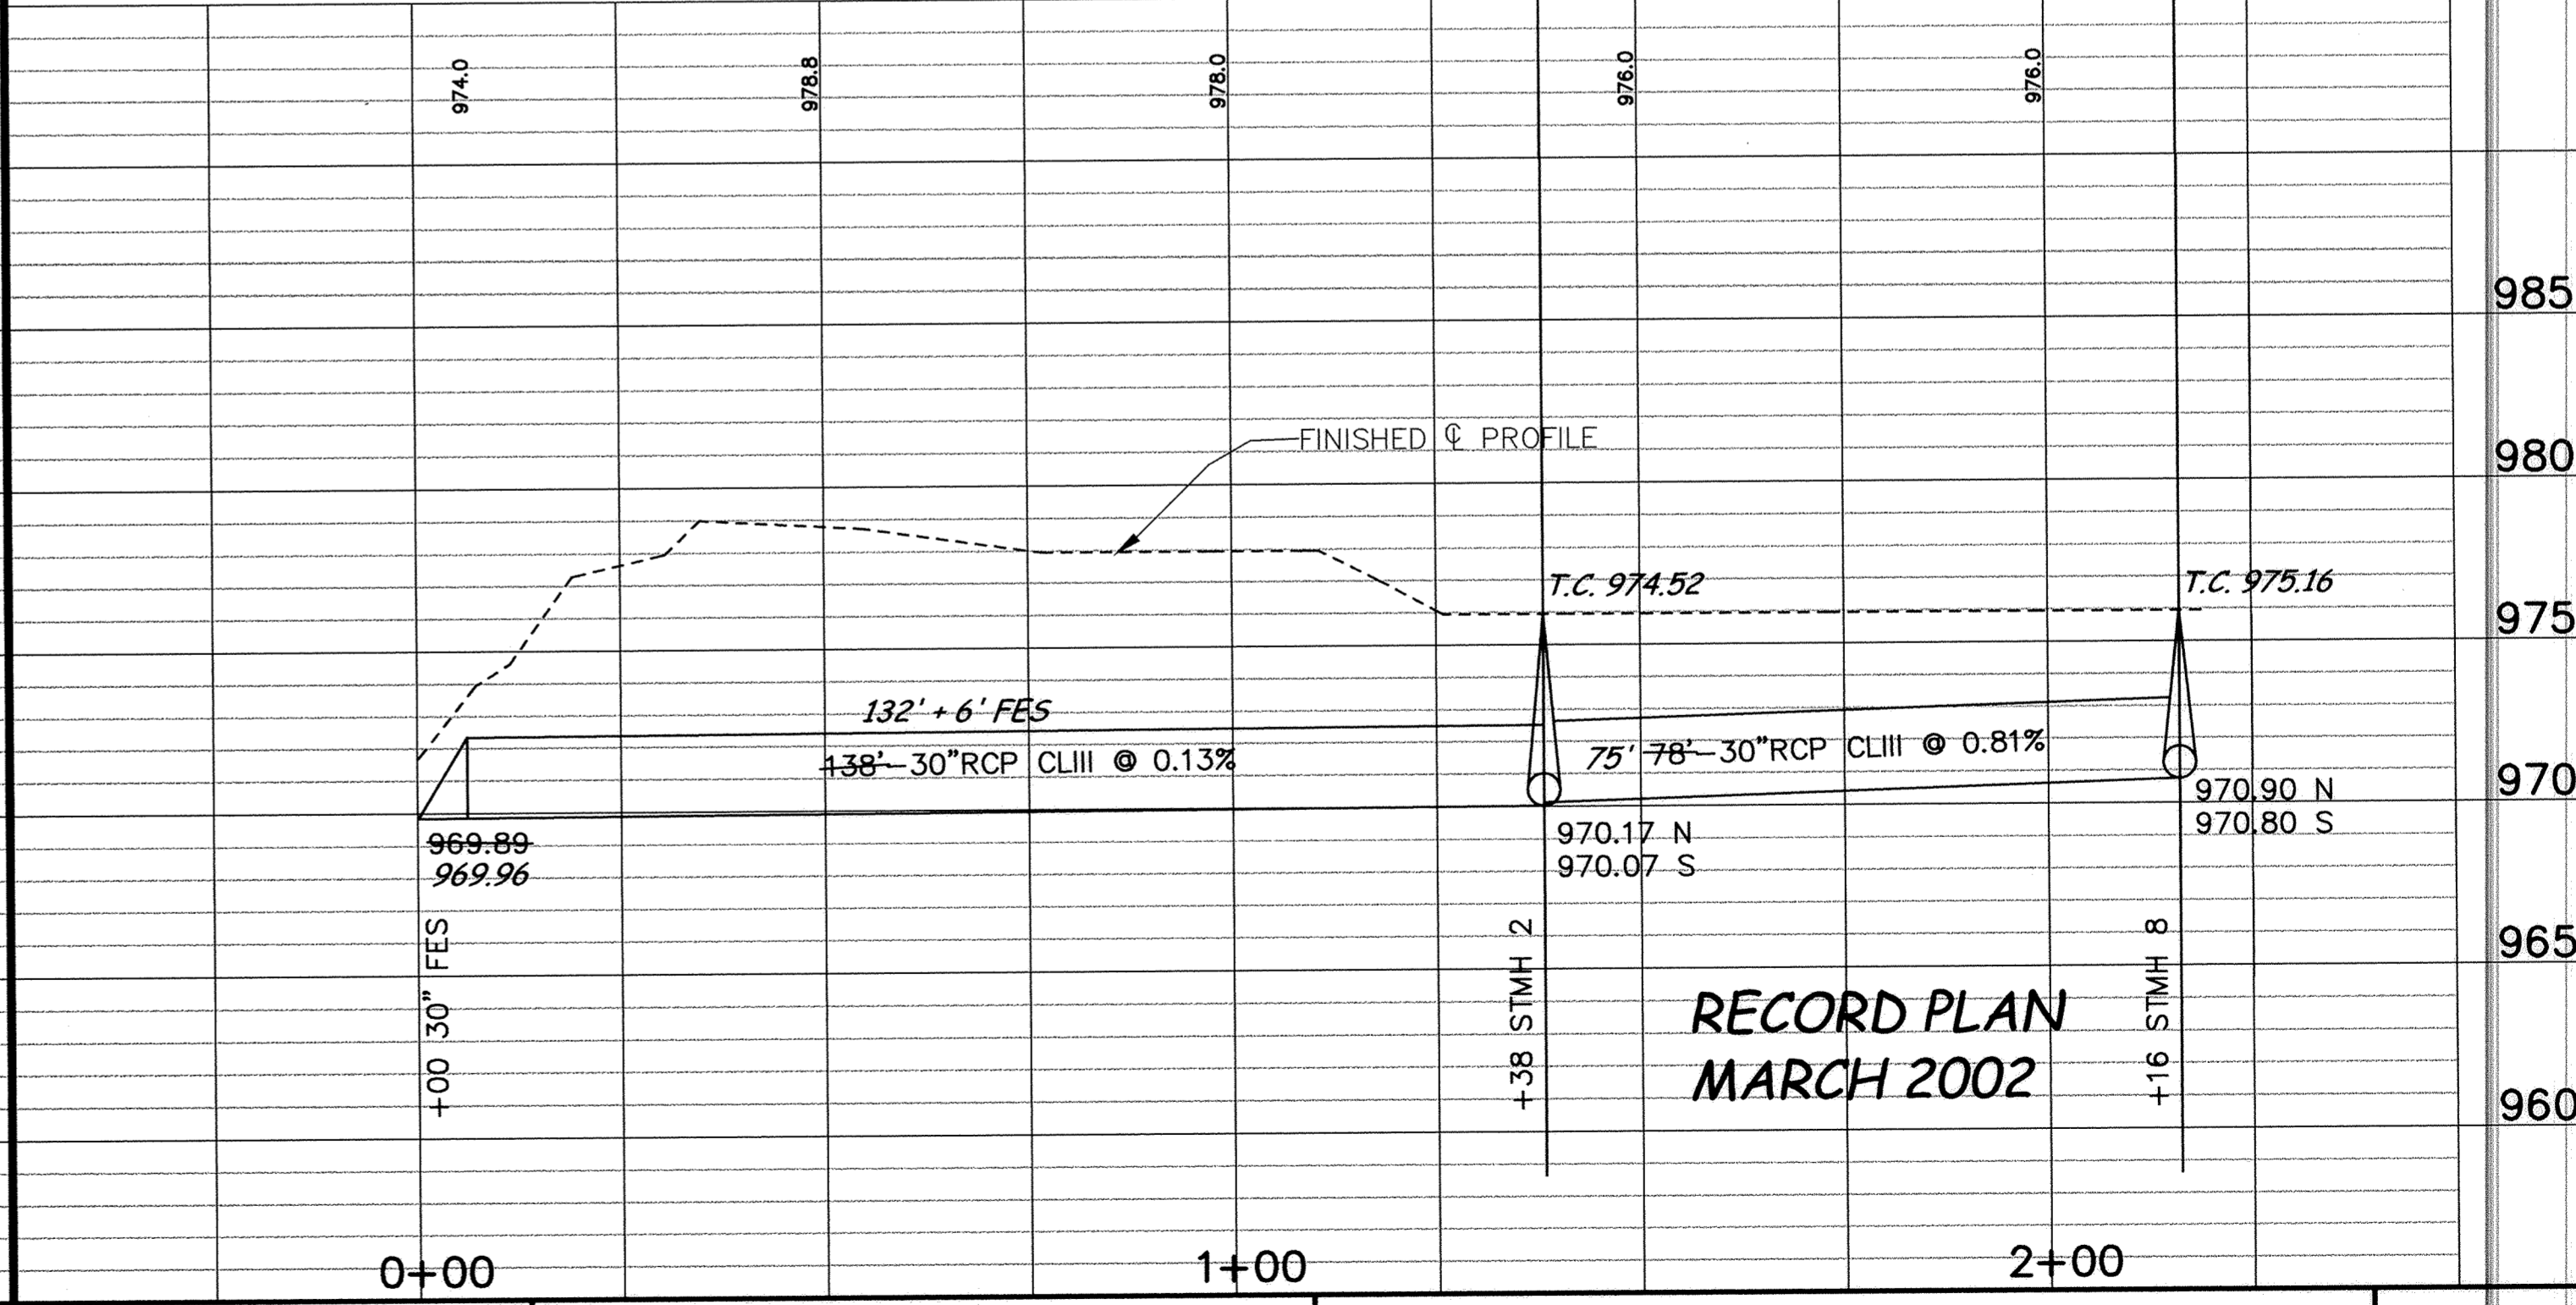 974.0
978.8
978.0
976.0
976.0
985
980
FINISHED ℄ PROFILE
T.C. 974.52
T.C. 975.16
975
132' + 6' FES
138' 30"RCP CLIII @ 0.13%
75' 78' 30"RCP CLIII @ 0.81%
970
969.89
969.96
970.17 N
970.07 S
970.90 N
970.80 S
965
+00 30" FES
+38 STMH 2
+16 STMH 8
RECORD PLAN
MARCH 2002
960
0+00
1+00
2+00